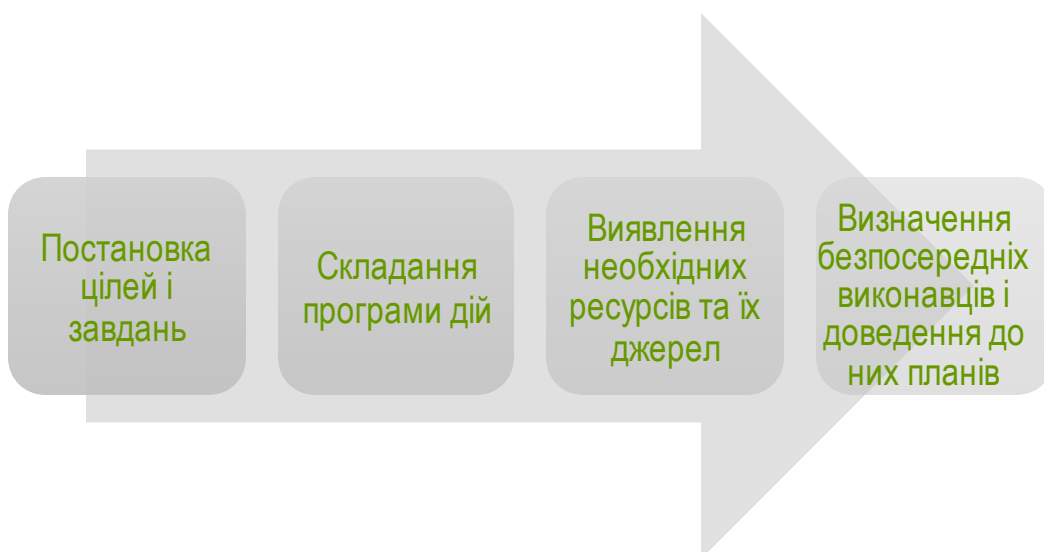 Постановка
цілей і
завдань
Складання
програми дій
Виявлення
необхідних
ресурсів та їх
джерел
Визначення
безпосередніх
виконавців і
доведення до
них планів